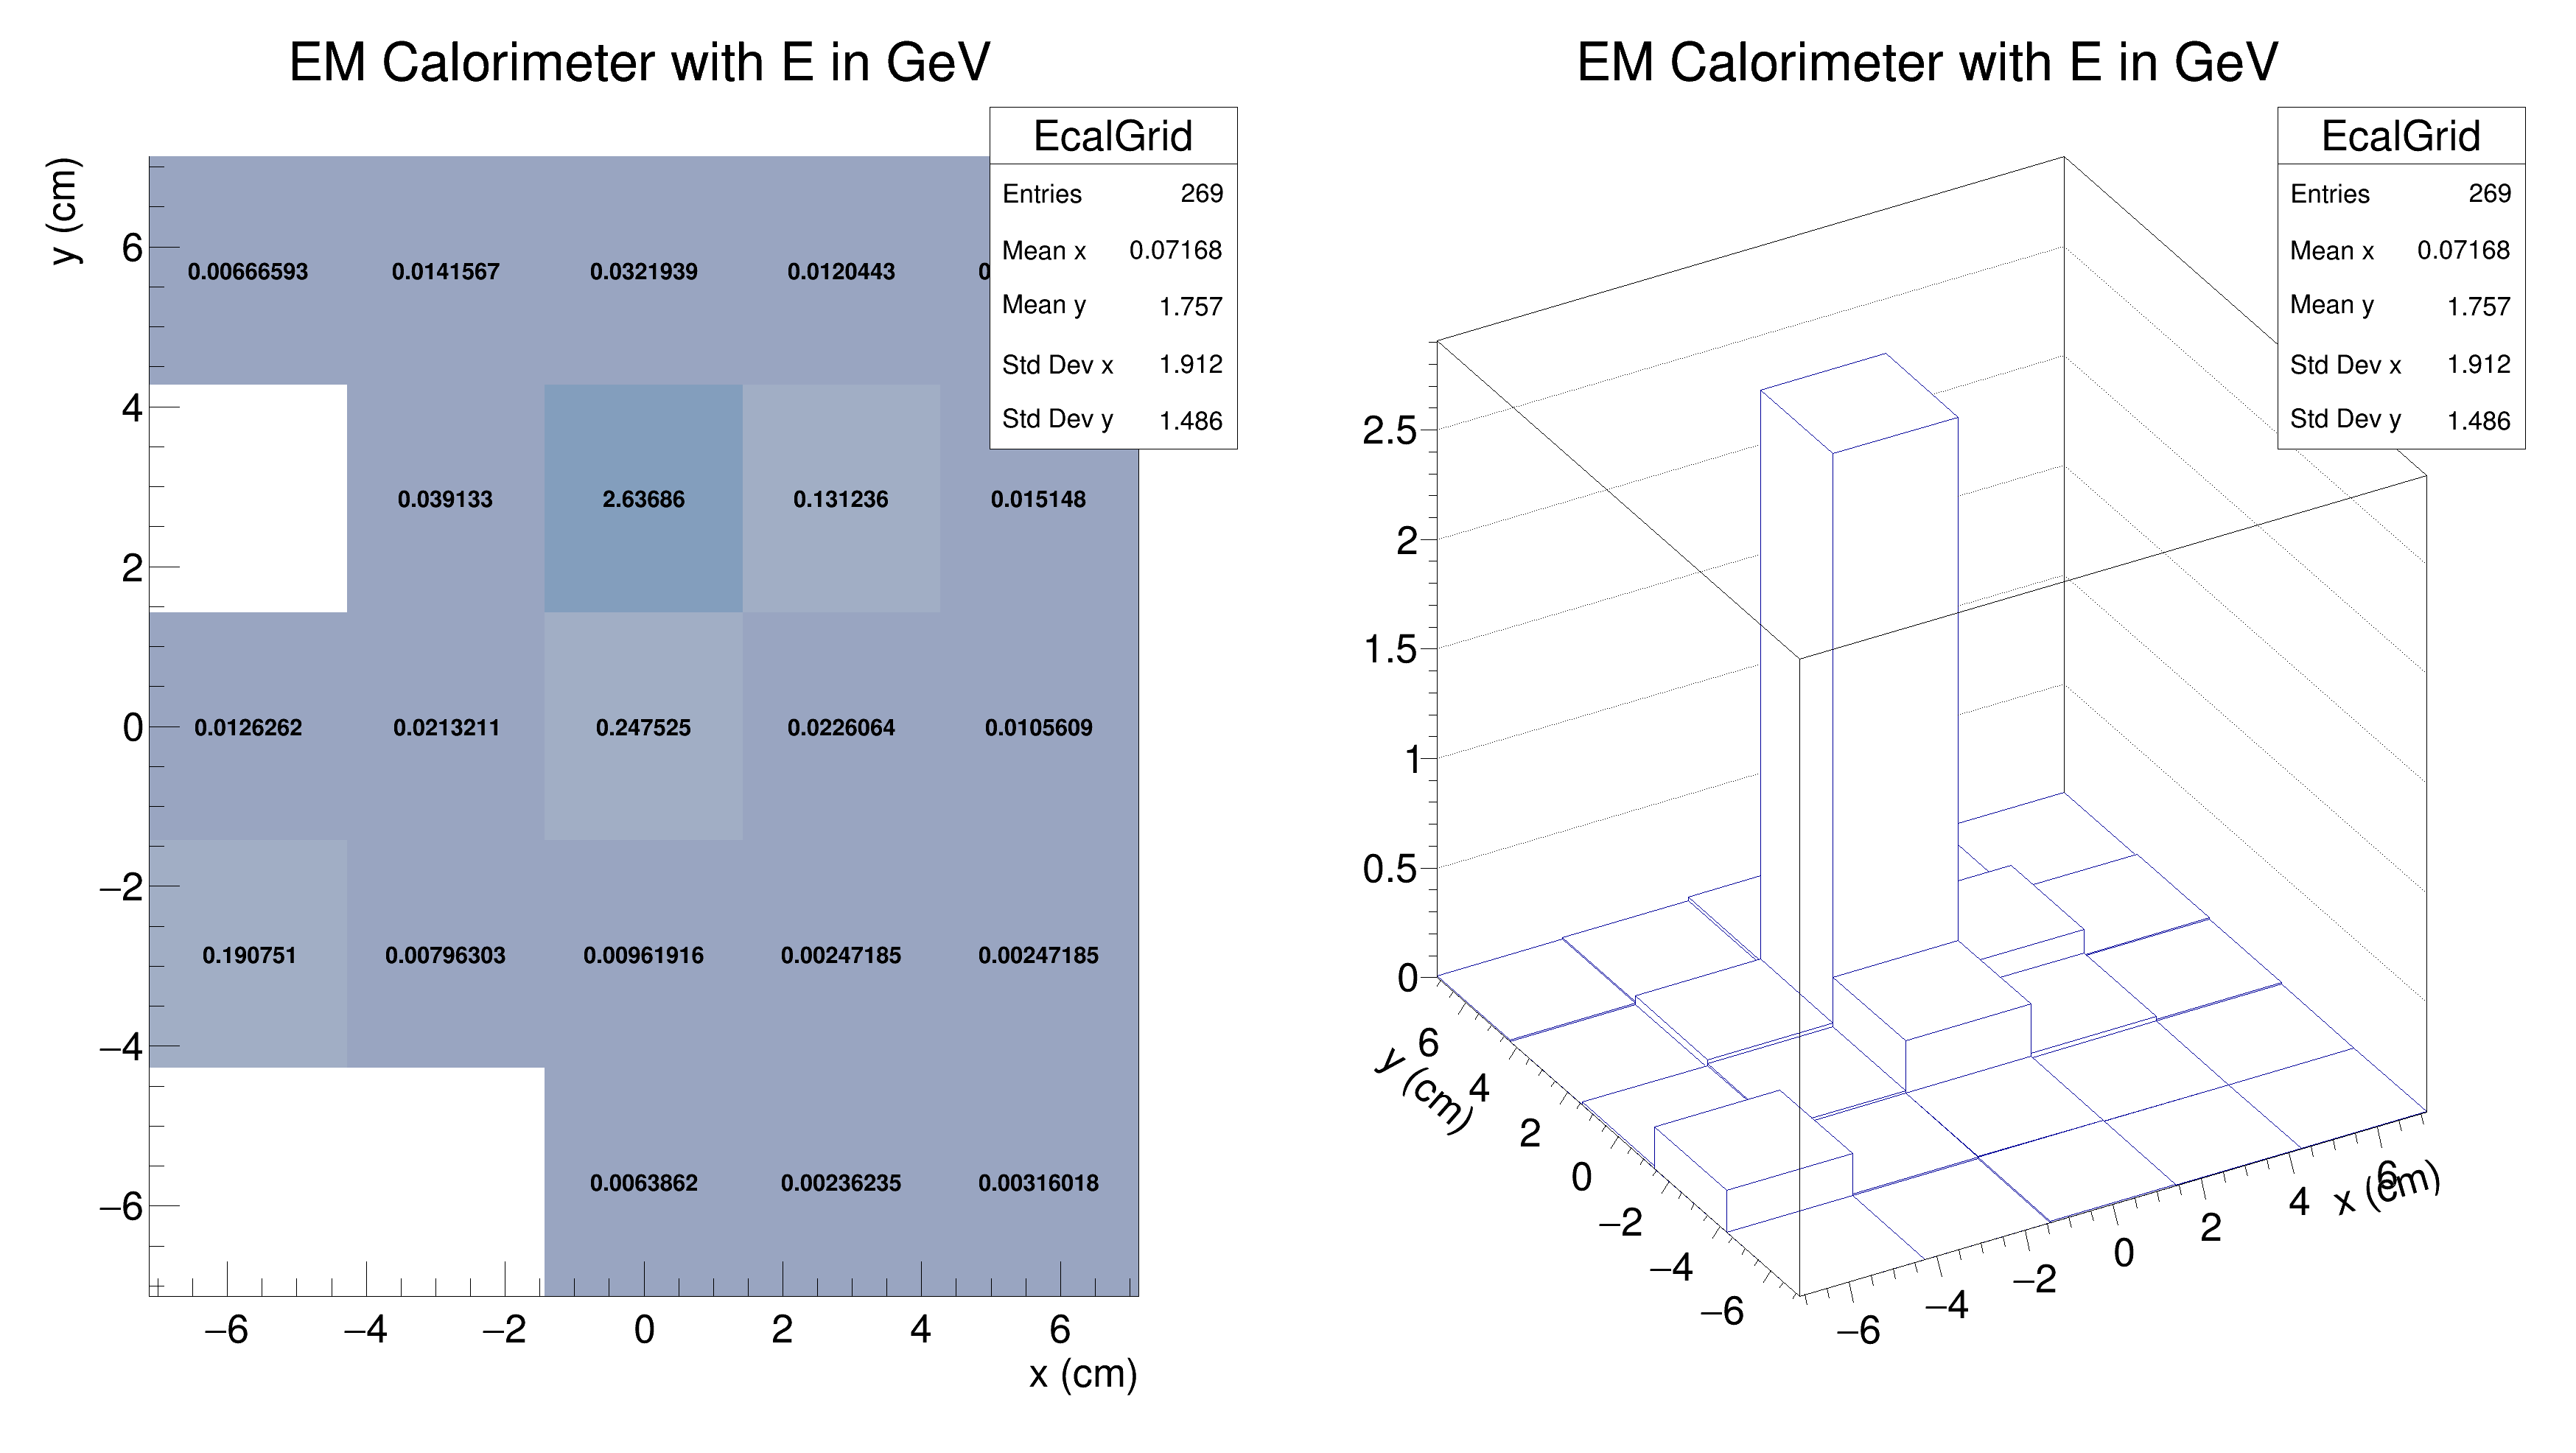 EM Calorimeter with E in GeV
EcalGrid
Entries 269
Mean x 0.07168
Mean y 1.757
Std Dev x 1.912
Std Dev y 1.486
y (cm)
6
4
2
0
−2
−4
−6
0.00666593 0.0141567 0.0321939 0.0120443
0.039133 2.63686 0.131236 0.015148
0.0126262 0.0213211 0.247525 0.0226064 0.0105609
0.190751 0.00796303 0.00961916 0.00247185 0.00247185
0.0063862 0.00236235 0.00316018
−6 −4 −2 0 2 4 6
x (cm)
EM Calorimeter with E in GeV
EcalGrid
Entries 269
Mean x 0.07168
Mean y 1.757
Std Dev x 1.912
Std Dev y 1.486
2.5
2
1.5
1
0.5
0
6
4
2
0
−2
−4
−6
y (cm)
−6 −4 −2 0 2 4 6
x (cm)